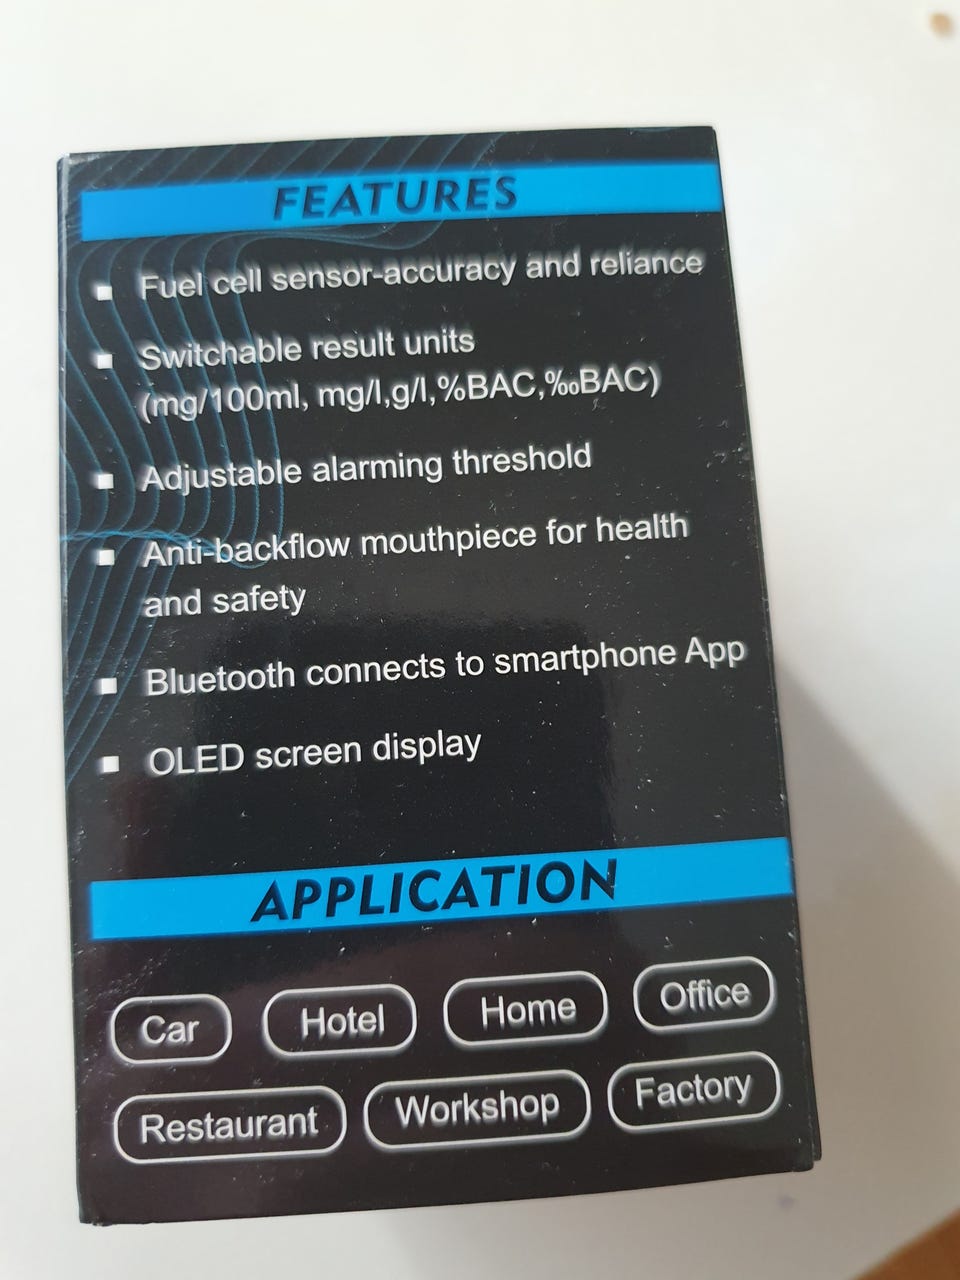 FEATURES
Fuel cell sensor-accuracy and reliance
Switchable result units
(mg/100ml, mg/l,g/l,%BAC,‰BAC)
Adjustable alarming threshold
Anti-backflow mouthpiece for health
and safety
Bluetooth connects to smartphone App
OLED screen display
APPLICATION
Car Hotel Home Office
Restaurant Workshop Factory